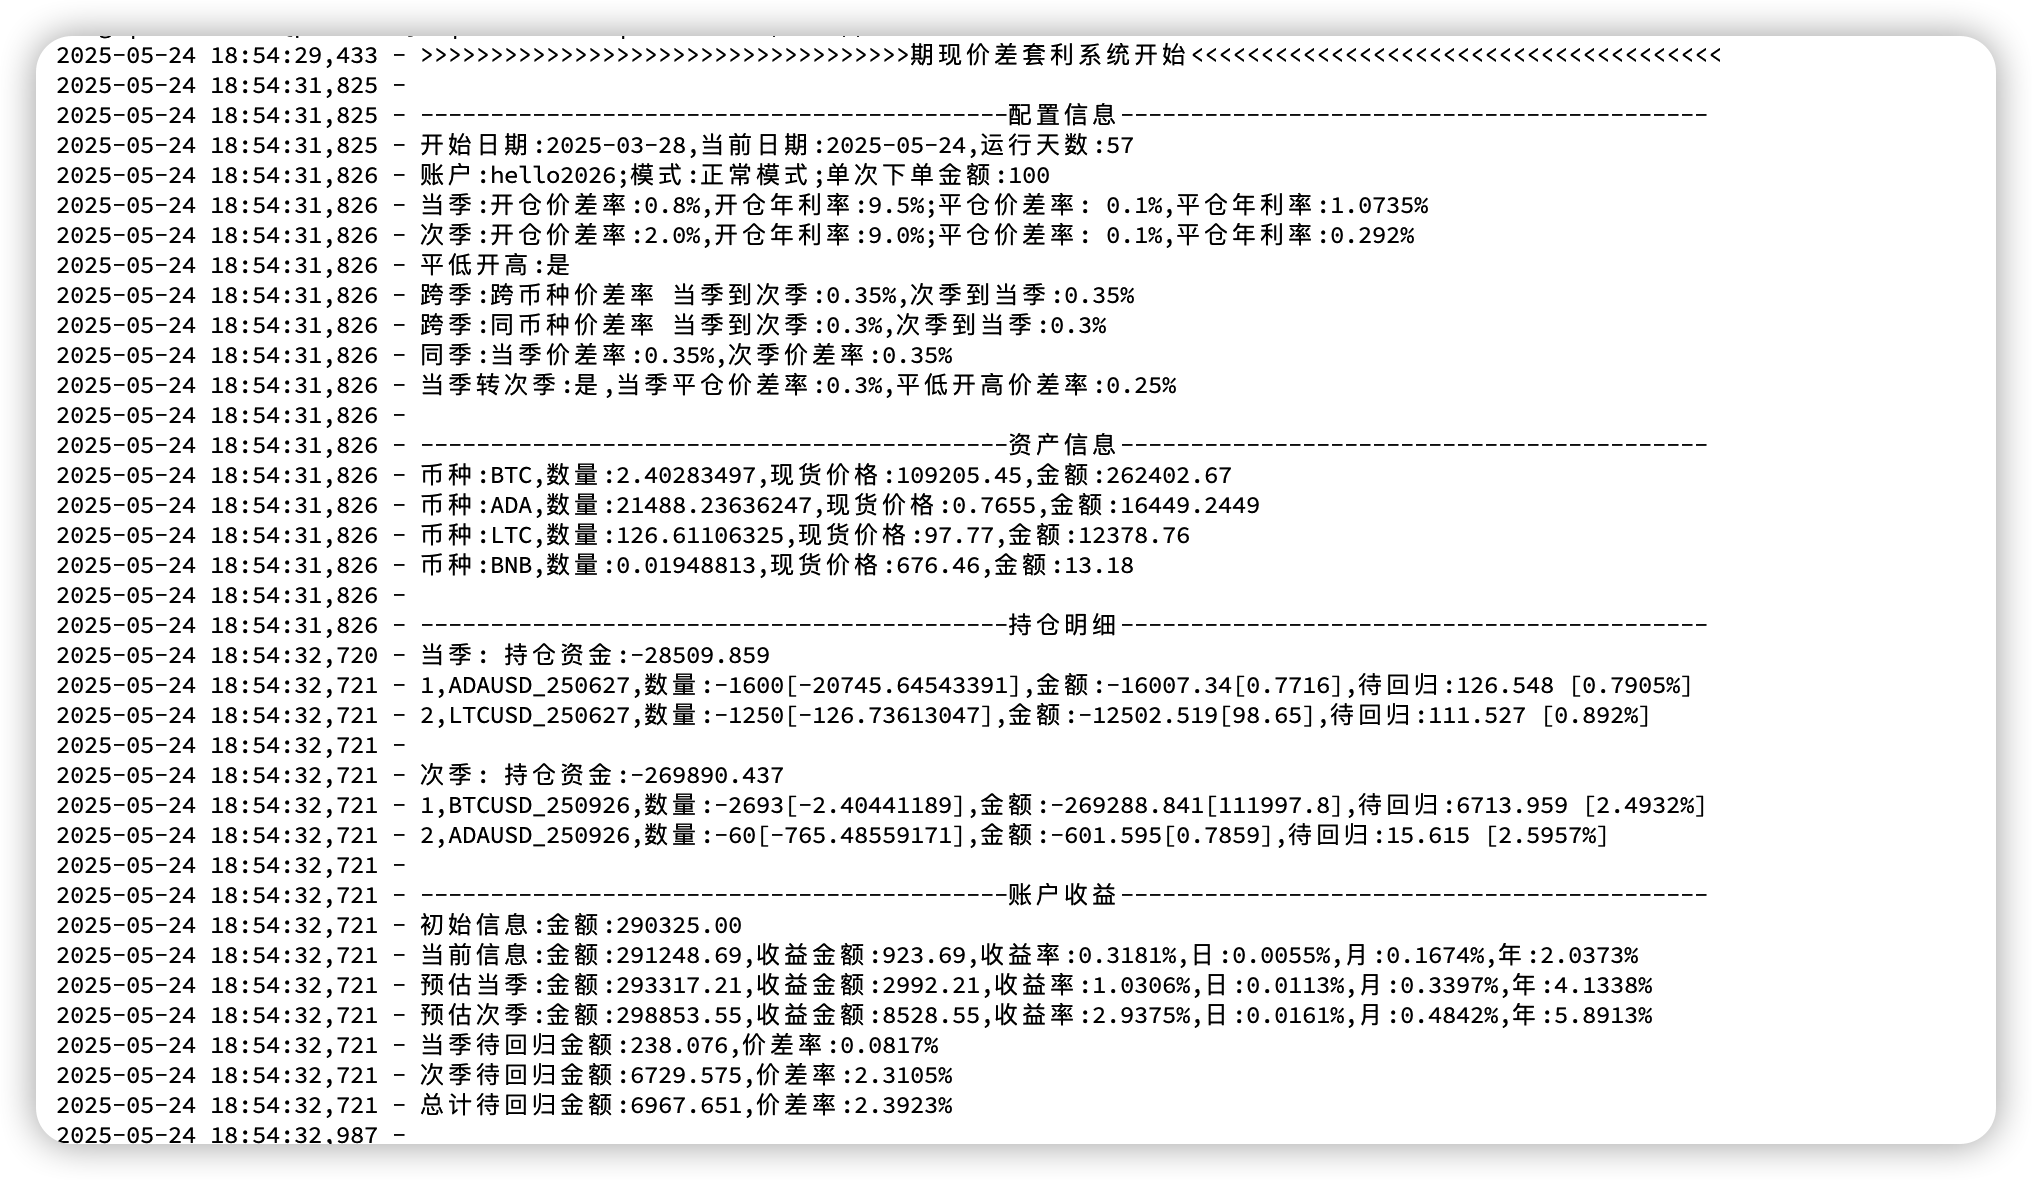 2025-05-24 18:54:29,433 - >>>>>>>>>>>>>>>>>>>>>>>>>>>>>>>>>>>期现价差套利系统开始<<<<<<<<<<<<<<<<<<<<<<<<<<<<<<<<<<<<<<
2025-05-24 18:54:31,825 -
2025-05-24 18:54:31,825 - ------------------------------------------配置信息------------------------------------------
2025-05-24 18:54:31,825 - 开始日期:2025-03-28,当前日期:2025-05-24,运行天数:57
2025-05-24 18:54:31,826 - 账户:hello2026;模式:正常模式;单次下单金额:100
2025-05-24 18:54:31,826 - 当季:开仓价差率:0.8%,开仓年利率:9.5%;平仓价差率: 0.1%,平仓年利率:1.0735%
2025-05-24 18:54:31,826 - 次季:开仓价差率:2.0%,开仓年利率:9.0%;平仓价差率: 0.1%,平仓年利率:0.292%
2025-05-24 18:54:31,826 - 平低开高:是
2025-05-24 18:54:31,826 - 跨季:跨币种价差率 当季到次季:0.35%,次季到当季:0.35%
2025-05-24 18:54:31,826 - 跨季:同币种价差率 当季到次季:0.3%,次季到当季:0.3%
2025-05-24 18:54:31,826 - 同季:当季价差率:0.35%,次季价差率:0.35%
2025-05-24 18:54:31,826 - 当季转次季:是,当季平仓价差率:0.3%,平低开高价差率:0.25%
2025-05-24 18:54:31,826 -
2025-05-24 18:54:31,826 - ------------------------------------------资产信息------------------------------------------
2025-05-24 18:54:31,826 - 币种:BTC,数量:2.40283497,现货价格:109205.45,金额:262402.67
2025-05-24 18:54:31,826 - 币种:ADA,数量:21488.23636247,现货价格:0.7655,金额:16449.2449
2025-05-24 18:54:31,826 - 币种:LTC,数量:126.61106325,现货价格:97.77,金额:12378.76
2025-05-24 18:54:31,826 - 币种:BNB,数量:0.01948813,现货价格:676.46,金额:13.18
2025-05-24 18:54:31,826 -
2025-05-24 18:54:31,826 - ------------------------------------------持仓明细------------------------------------------
2025-05-24 18:54:32,720 - 当季: 持仓资金:-28509.859
2025-05-24 18:54:32,721 - 1,ADAUSD_250627,数量:-1600[-20745.64543391],金额:-16007.34[0.7716],待回归:126.548 [0.7905%]
2025-05-24 18:54:32,721 - 2,LTCUSD_250627,数量:-1250[-126.73613047],金额:-12502.519[98.65],待回归:111.527 [0.892%]
2025-05-24 18:54:32,721 -
2025-05-24 18:54:32,721 - 次季: 持仓资金:-269890.437
2025-05-24 18:54:32,721 - 1,BTCUSD_250926,数量:-2693[-2.40441189],金额:-269288.841[111997.8],待回归:6713.959 [2.4932%]
2025-05-24 18:54:32,721 - 2,ADAUSD_250926,数量:-60[-765.48559171],金额:-601.595[0.7859],待回归:15.615 [2.5957%]
2025-05-24 18:54:32,721 -
2025-05-24 18:54:32,721 - ------------------------------------------账户收益------------------------------------------
2025-05-24 18:54:32,721 - 初始信息:金额:290325.00
2025-05-24 18:54:32,721 - 当前信息:金额:291248.69,收益金额:923.69,收益率:0.3181%,日:0.0055%,月:0.1674%,年:2.0373%
2025-05-24 18:54:32,721 - 预估当季:金额:293317.21,收益金额:2992.21,收益率:1.0306%,日:0.0113%,月:0.3397%,年:4.1338%
2025-05-24 18:54:32,721 - 预估次季:金额:298853.55,收益金额:8528.55,收益率:2.9375%,日:0.0161%,月:0.4842%,年:5.8913%
2025-05-24 18:54:32,721 - 当季待回归金额:238.076,价差率:0.0817%
2025-05-24 18:54:32,721 - 次季待回归金额:6729.575,价差率:2.3105%
2025-05-24 18:54:32,721 - 总计待回归金额:6967.651,价差率:2.3923%
2025-05-24 18:54:32,987 -